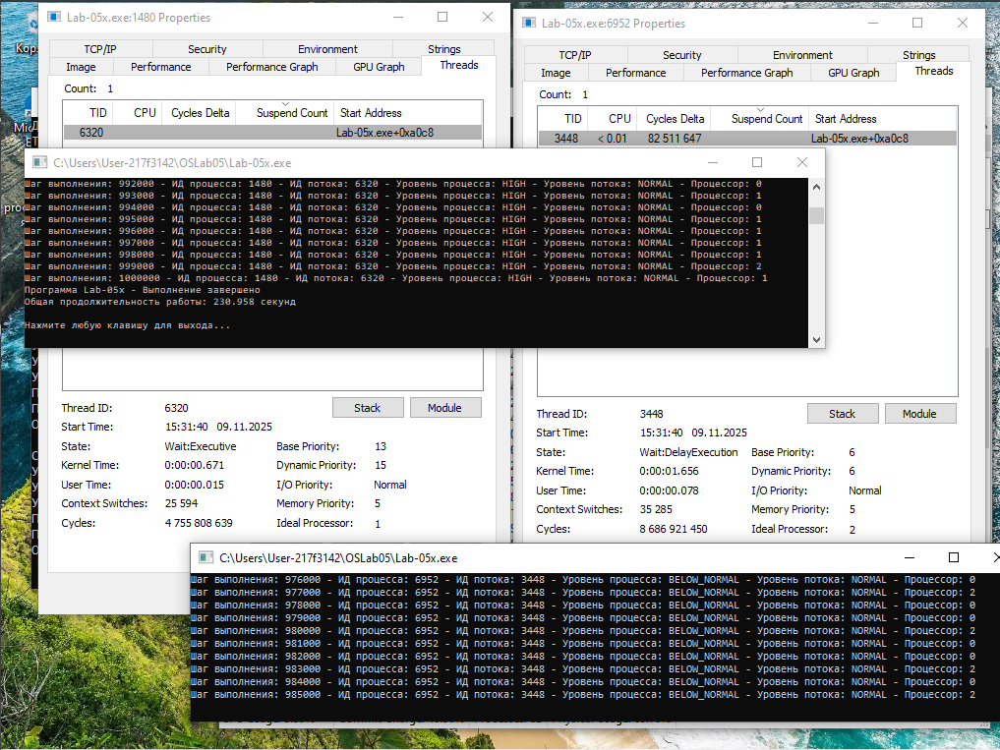 Lab-05x.exe:1480 Properties
TCP/IP Security Environment Strings
Image Performance Performance Graph GPU Graph Threads
Count: 1
TID CPU Cycles Delta Suspend Count Start Address
6320 Lab-05x.exe+0xa0c8
Lab-05x.exe:6952 Properties
TCP/IP Security Environment Strings
Image Performance Performance Graph GPU Graph Threads
Count: 1
TID CPU Cycles Delta Suspend Count Start Address
3448 < 0.01 82 511 647 Lab-05x.exe+0xa0c8
C:\Users\User-217f3142\OSLab05\Lab-05x.exe
Шаг выполнения: 992000 - ИД процесса: 1480 - ИД потока: 6320 - Уровень процесса: HIGH - Уровень потока: NORMAL - Процессор: 0
Шаг выполнения: 993000 - ИД процесса: 1480 - ИД потока: 6320 - Уровень процесса: HIGH - Уровень потока: NORMAL - Процессор: 1
Шаг выполнения: 994000 - ИД процесса: 1480 - ИД потока: 6320 - Уровень процесса: HIGH - Уровень потока: NORMAL - Процессор: 0
Шаг выполнения: 995000 - ИД процесса: 1480 - ИД потока: 6320 - Уровень процесса: HIGH - Уровень потока: NORMAL - Процессор: 1
Шаг выполнения: 996000 - ИД процесса: 1480 - ИД потока: 6320 - Уровень процесса: HIGH - Уровень потока: NORMAL - Процессор: 1
Шаг выполнения: 997000 - ИД процесса: 1480 - ИД потока: 6320 - Уровень процесса: HIGH - Уровень потока: NORMAL - Процессор: 1
Шаг выполнения: 998000 - ИД процесса: 1480 - ИД потока: 6320 - Уровень процесса: HIGH - Уровень потока: NORMAL - Процессор: 1
Шаг выполнения: 999000 - ИД процесса: 1480 - ИД потока: 6320 - Уровень процесса: HIGH - Уровень потока: NORMAL - Процессор: 2
Шаг выполнения: 1000000 - ИД процесса: 1480 - ИД потока: 6320 - Уровень процесса: HIGH - Уровень потока: NORMAL - Процессор: 1
Программа Lab-05x - Выполнение завершено
Общая продолжительность работы: 230.958 секунд
Нажмите любую клавишу для выхода...
Thread ID: 6320 Stack Module
Start Time: 15:31:40 09.11.2025
State: Wait:Executive Base Priority: 13
Kernel Time: 0:00:00.671 Dynamic Priority: 15
User Time: 0:00:00.015 I/O Priority: Normal
Context Switches: 25 594 Memory Priority: 5
Cycles: 4 755 808 639 Ideal Processor: 1
Thread ID: 3448 Stack Module
Start Time: 15:31:40 09.11.2025
State: Wait:DelayExecution Base Priority: 6
Kernel Time: 0:00:01.656 Dynamic Priority: 6
User Time: 0:00:00.078 I/O Priority: Normal
Context Switches: 35 285 Memory Priority: 5
Cycles: 8 686 921 450 Ideal Processor: 2
C:\Users\User-217f3142\OSLab05\Lab-05x.exe
Шаг выполнения: 976000 - ИД процесса: 6952 - ИД потока: 3448 - Уровень процесса: BELOW_NORMAL - Уровень потока: NORMAL - Процессор: 0
Шаг выполнения: 977000 - ИД процесса: 6952 - ИД потока: 3448 - Уровень процесса: BELOW_NORMAL - Уровень потока: NORMAL - Процессор: 2
Шаг выполнения: 978000 - ИД процесса: 6952 - ИД потока: 3448 - Уровень процесса: BELOW_NORMAL - Уровень потока: NORMAL - Процессор: 0
Шаг выполнения: 979000 - ИД процесса: 6952 - ИД потока: 3448 - Уровень процесса: BELOW_NORMAL - Уровень потока: NORMAL - Процессор: 0
Шаг выполнения: 980000 - ИД процесса: 6952 - ИД потока: 3448 - Уровень процесса: BELOW_NORMAL - Уровень потока: NORMAL - Процессор: 2
Шаг выполнения: 981000 - ИД процесса: 6952 - ИД потока: 3448 - Уровень процесса: BELOW_NORMAL - Уровень потока: NORMAL - Процессор: 0
Шаг выполнения: 982000 - ИД процесса: 6952 - ИД потока: 3448 - Уровень процесса: BELOW_NORMAL - Уровень потока: NORMAL - Процессор: 0
Шаг выполнения: 983000 - ИД процесса: 6952 - ИД потока: 3448 - Уровень процесса: BELOW_NORMAL - Уровень потока: NORMAL - Процессор: 2
Шаг выполнения: 984000 - ИД процесса: 6952 - ИД потока: 3448 - Уровень процесса: BELOW_NORMAL - Уровень потока: NORMAL - Процессор: 0
Шаг выполнения: 985000 - ИД процесса: 6952 - ИД потока: 3448 - Уровень процесса: BELOW_NORMAL - Уровень потока: NORMAL - Процессор: 2